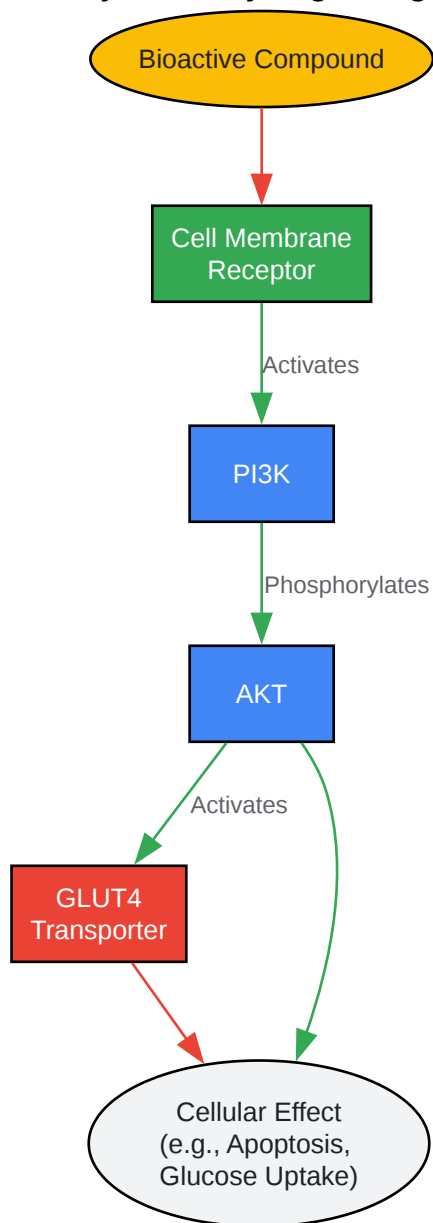 Bioactive Compound
Cell Membrane
Receptor
Activates
PI3K
Phosphorylates
AKT
Activates
GLUT4
Transporter
Cellular Effect
(e.g., Apoptosis,
Glucose Uptake)